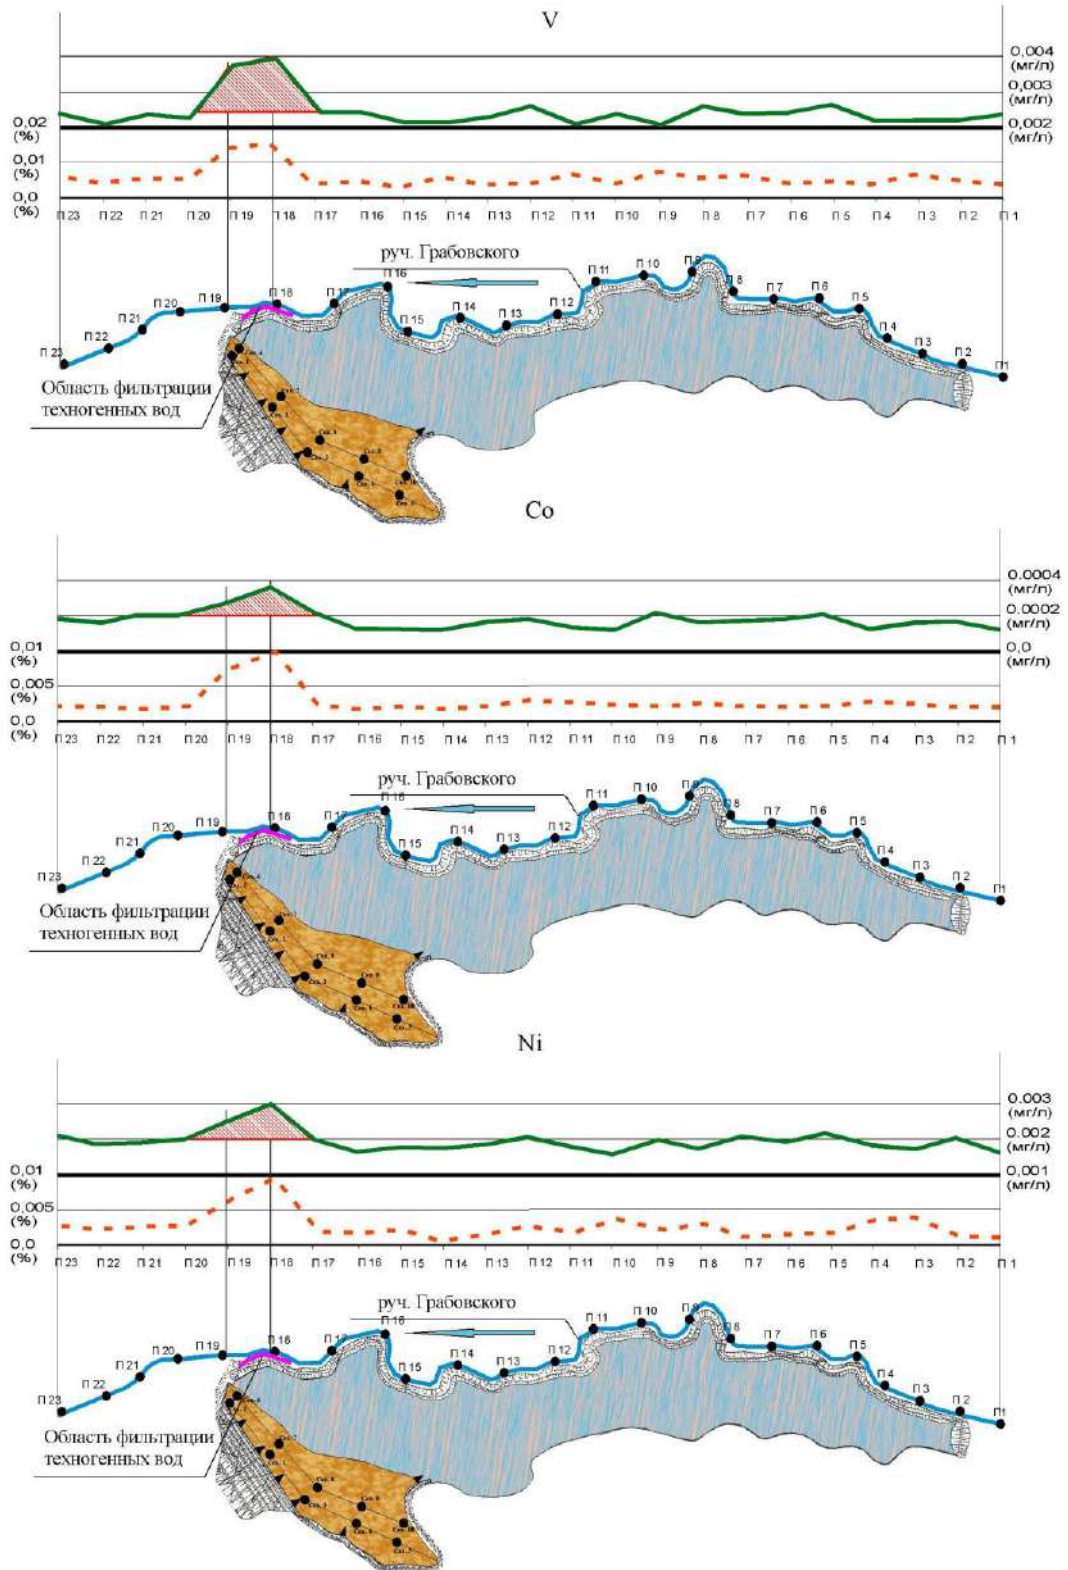 V
0,004
(мг/л)
0,003
(мг/л)
0,02
(%)
0,002
(мг/л)
0,01
(%)
0,0
(%)
П 23 П 22 П 21 П 20 П 19 П 18 П 17 П 16 П 15 П 14 П 13 П 12 П 11 П 10 П 9 П 8 П 7 П 6 П 5 П 4 П 3 П 2 П 1
руч. Грабовского
П 23
П 22
П 21
П 20
П 19
П 18
П 17
П 16
П 15
П 14
П 13
П 12
П 11
П 10
П 9
П 8
П 7
П 6
П 5
П 4
П 3
П 2
П 1
Область фильтрации
техногенных вод
Co
0.0004
(мг/л)
0.0002
(мг/л)
0,01
(%)
0,0
(мг/л)
0,005
(%)
0,0
(%)
П 23 П 22 П 21 П 20 П 19 П 18 П 17 П 16 П 15 П 14 П 13 П 12 П 11 П 10 П 9 П 8 П 7 П 6 П 5 П 4 П 3 П 2 П 1
руч. Грабовского
П 23
П 22
П 21
П 20
П 19
П 18
П 17
П 16
П 15
П 14
П 13
П 12
П 11
П 10
П 9
П 8
П 7
П 6
П 5
П 4
П 3
П 2
П 1
Область фильтрации
техногенных вод
Ni
0.003
(мг/л)
0.002
(мг/л)
0,01
(%)
0,001
(мг/л)
0,005
(%)
0,0
(%)
П 23 П 22 П 21 П 20 П 19 П 18 П 17 П 16 П 15 П 14 П 13 П 12 П 11 П 10 П 9 П 8 П 7 П 6 П 5 П 4 П 3 П 2 П 1
руч. Грабовского
П 23
П 22
П 21
П 20
П 19
П 18
П 17
П 16
П 15
П 14
П 13
П 12
П 11
П 10
П 9
П 8
П 7
П 6
П 5
П 4
П 3
П 2
П 1
Область фильтрации
техногенных вод